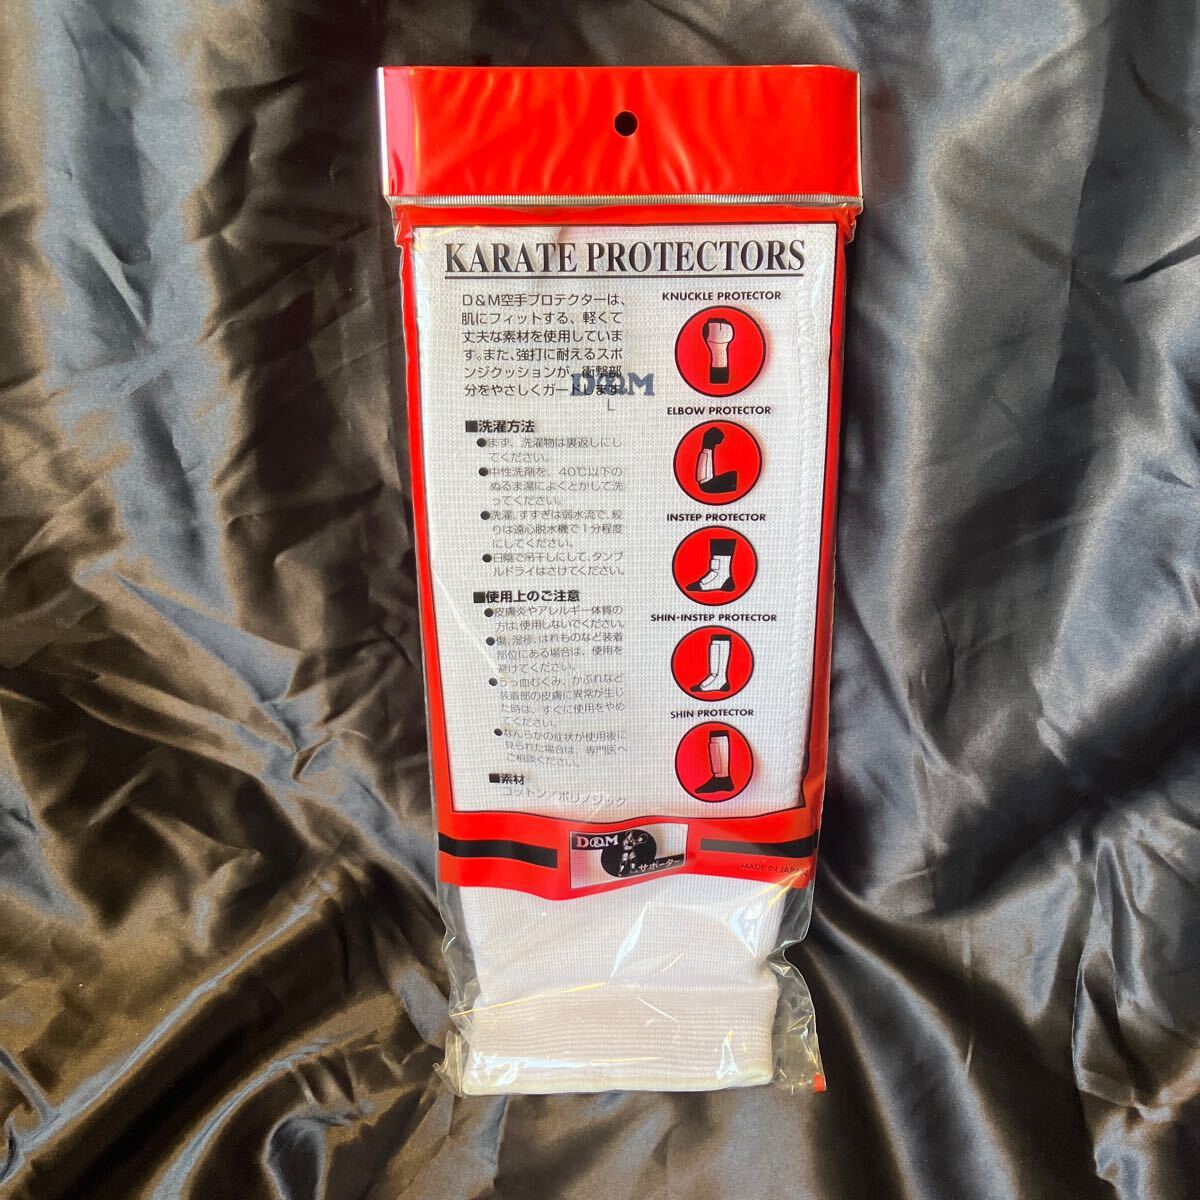 KARATE PROTECTORS
D&M空手プロテクターは、
肌にフィットする、軽くて
丈夫な素材を使用していま
す。また、強打に耐えるスポ
ンジクッションが、衝撃部
分をやさしくガードします。
D&M
L
■洗濯方法
●まず、洗濯物は裏返しにし
てください。
●中性洗剤を、40℃以下の
ぬるま湯によくとかして洗
ってください。
●洗濯、すすぎは弱水流で、絞
りは遠心脱水機で1分程度
にしてください。
●日陰で吊干しにして、タンブ
ルドライはさけてください。
■使用上のご注意
●皮膚炎やアレルギー体質の
方は、使用しないでください。
●傷、湿疹、はれものなど装着
部位にある場合は、使用を
避けてください。
●うっ血むくみ、かぶれなど
装着部の皮膚に異常が生じ
た時は、すぐに使用をやめ
てください。
●なんらかの症状が使用後に
見られた場合は、専門医へ
ご相談ください。
■素材
コットン/ポリノジック
KNUCKLE PROTECTOR
ELBOW PROTECTOR
INSTEP PROTECTOR
SHIN-INSTEP PROTECTOR
SHIN PROTECTOR
D&M
サポーター
MADE IN JAPAN